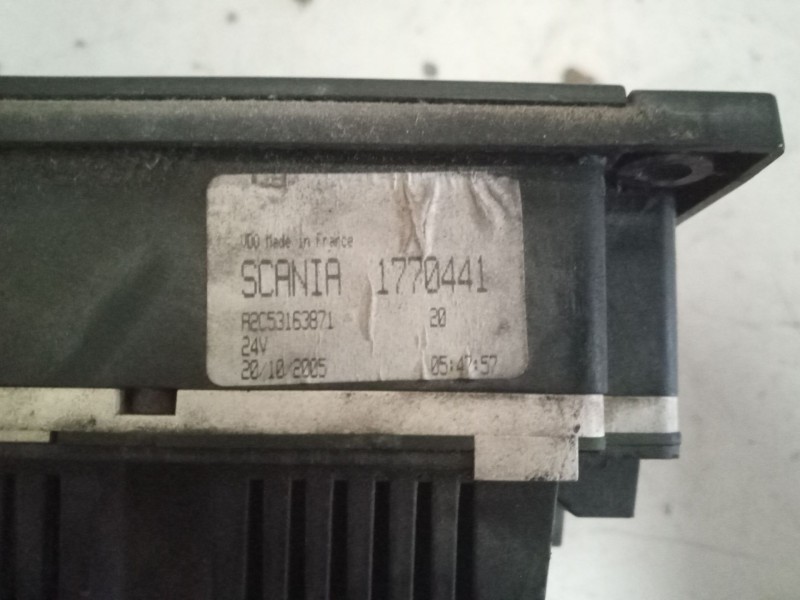 VDO Made in France
SCANIA 1770441
A2C53163871 20
24V
20/10/2005 05:47:57